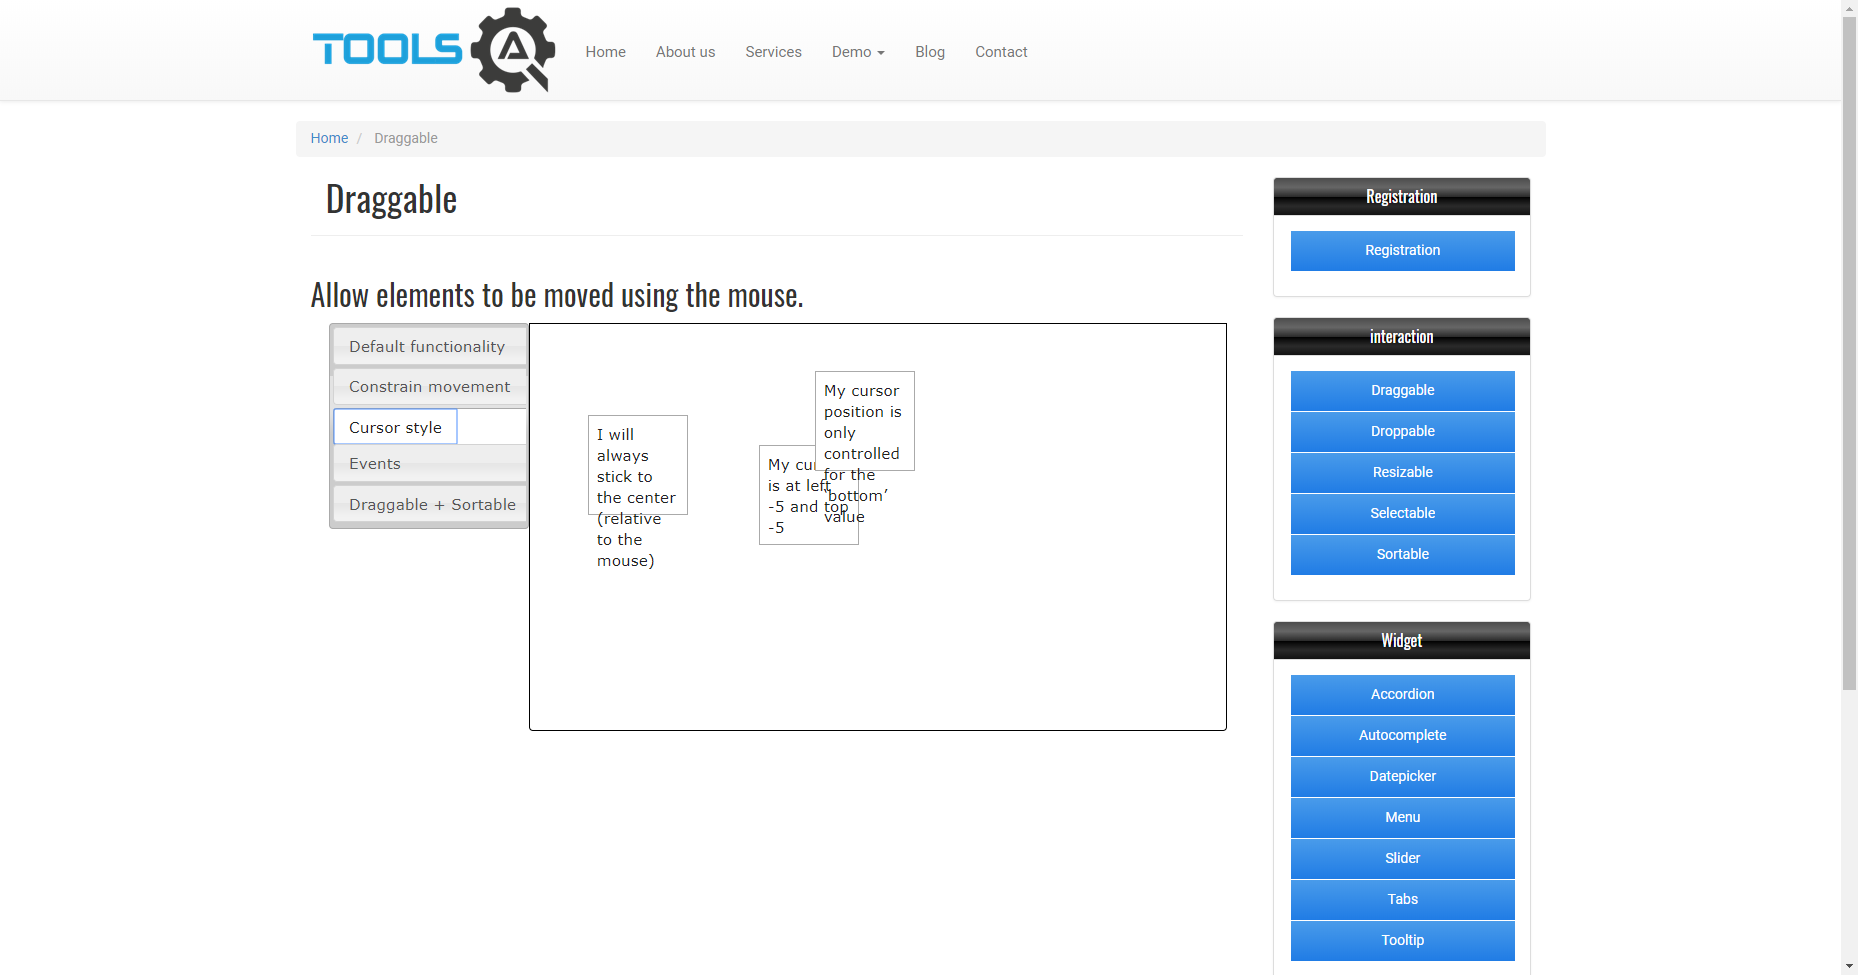 TOOLS QA
Home
About us
Services
Demo
Blog
Contact
Home / Draggable
Draggable
Allow elements to be moved using the mouse.
Default functionality
Constrain movement
Cursor style
Events
Draggable + Sortable
I will
always
stick to
the center
(relative
to the
mouse)
My cu
is at left
-5 and top
-5
My cursor
position is
only
controlled
for the
‘bottom’
value
Registration
Registration
interaction
Draggable
Droppable
Resizable
Selectable
Sortable
Widget
Accordion
Autocomplete
Datepicker
Menu
Slider
Tabs
Tooltip